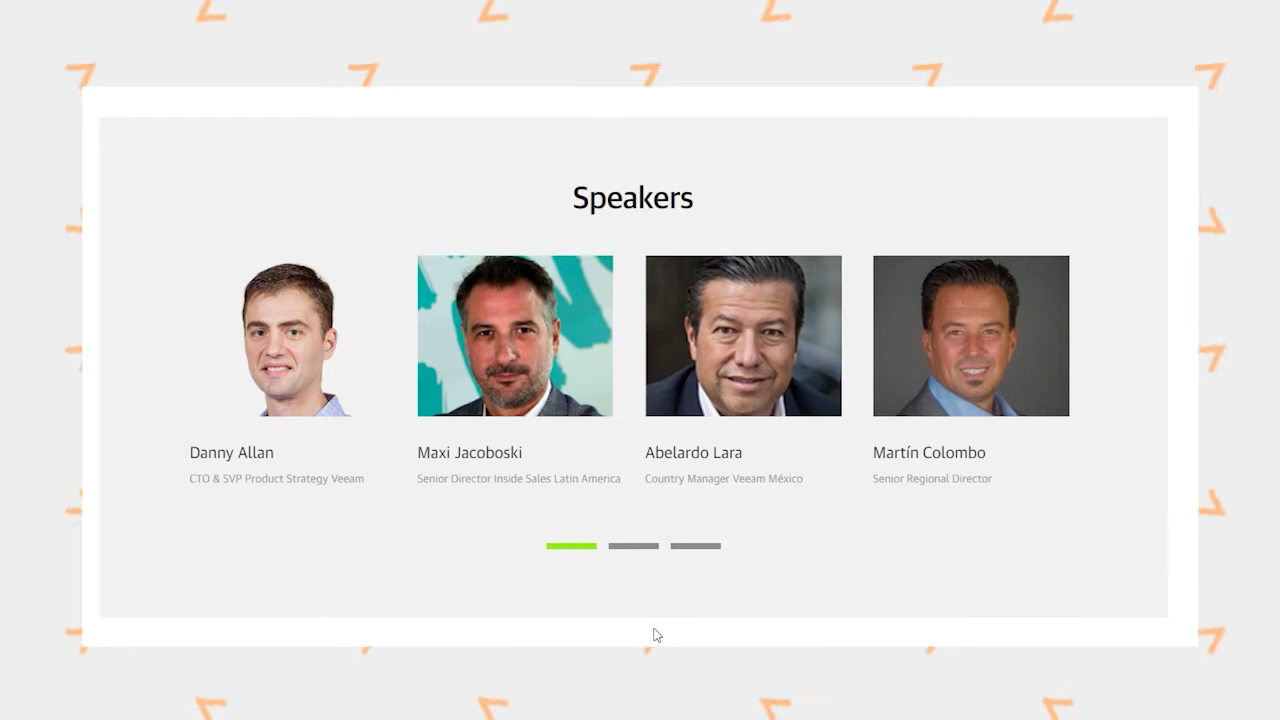 Speakers
Danny Allan
CTO & SVP Product Strategy Veeam
Maxi Jacoboski
Senior Director Inside Sales Latin America
Abelardo Lara
Country Manager Veeam México
Martín Colombo
Senior Regional Director